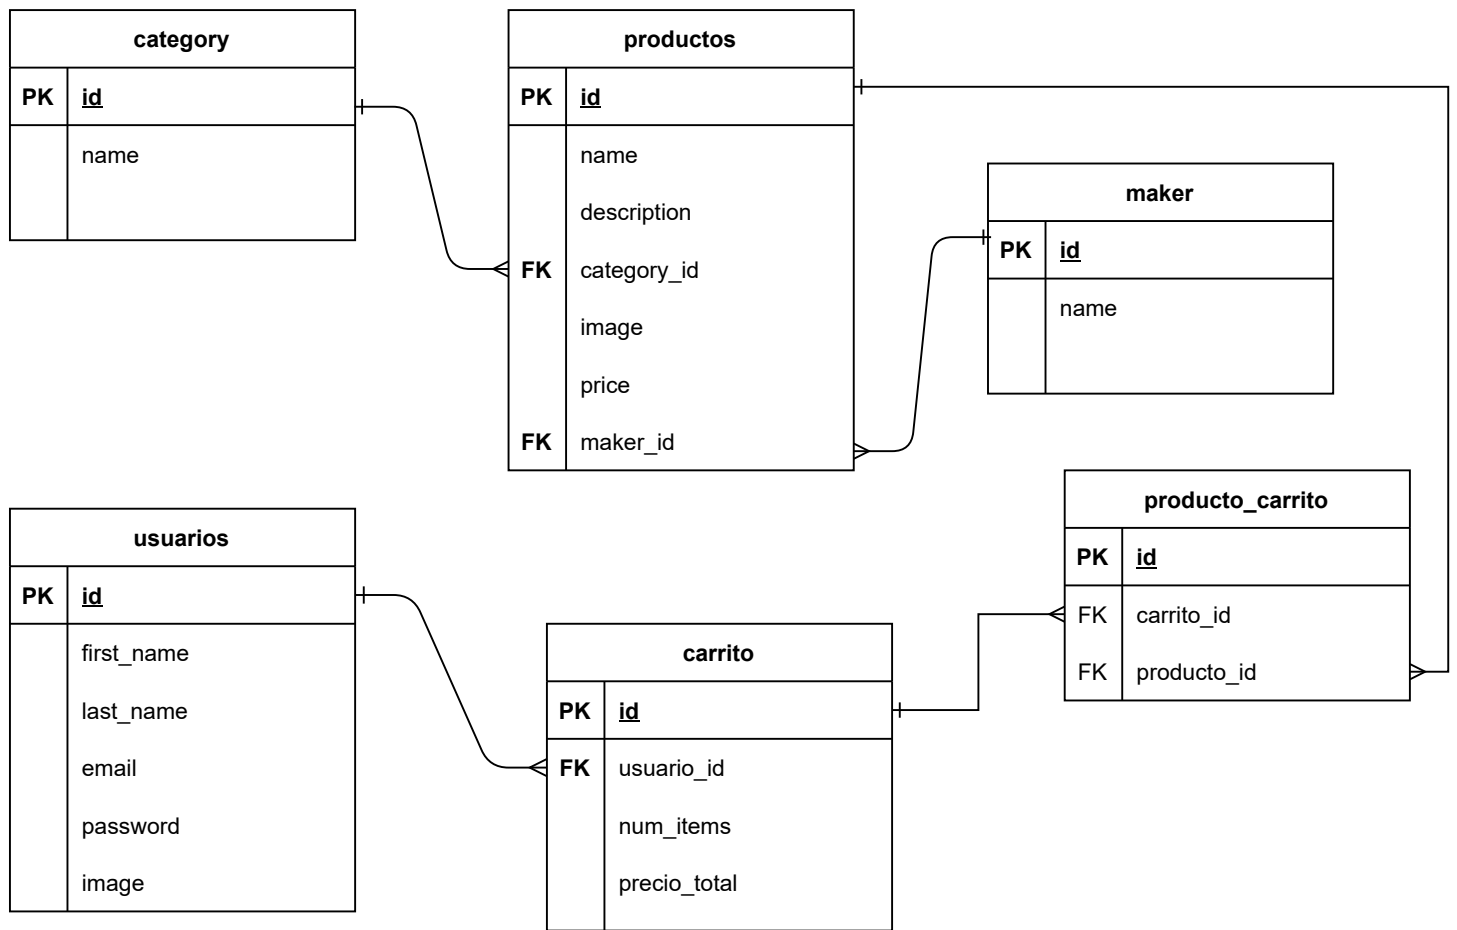 category
PK id
name
productos
PK id
name
description
FK category_id
image
price
FK maker_id
maker
PK id
name
usuarios
PK id
first_name
last_name
email
password
image
carrito
PK id
FK usuario_id
num_items
precio_total
producto_carrito
PK id
FK carrito_id
FK producto_id